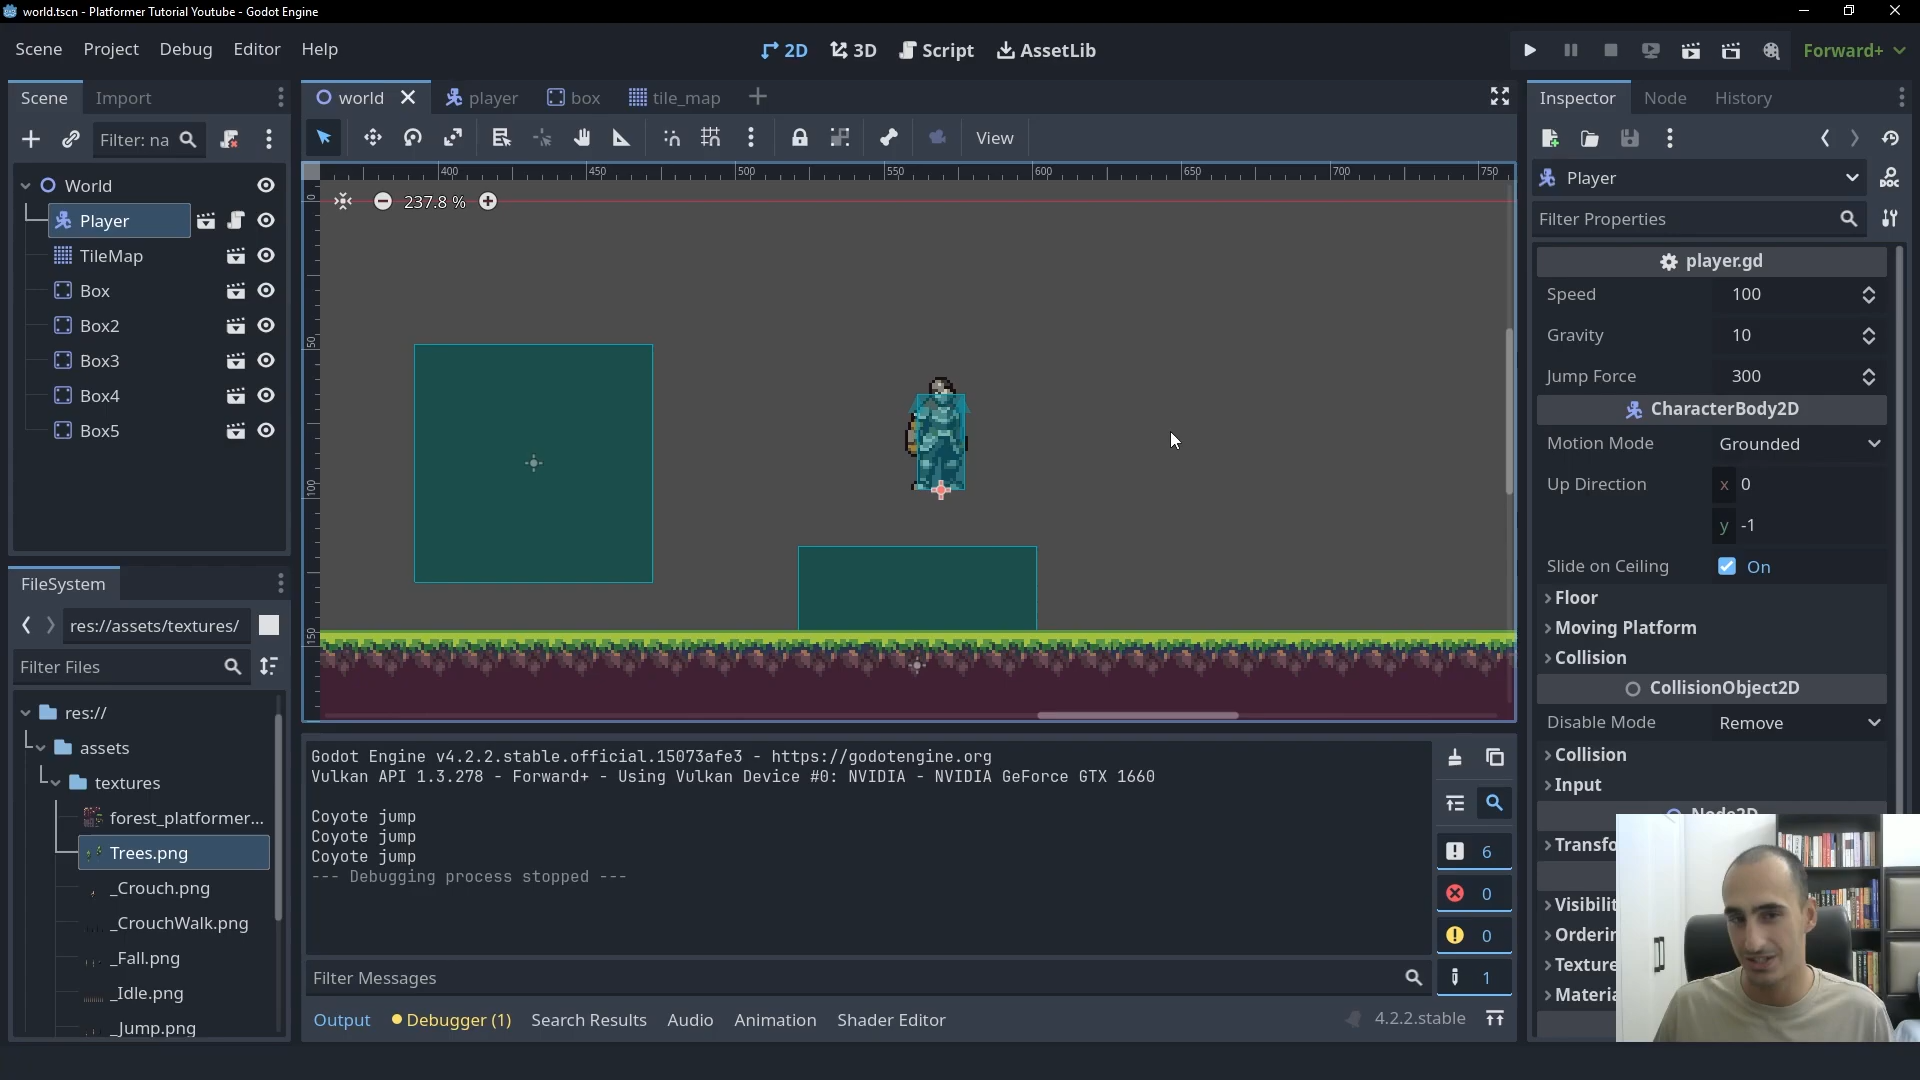 world.tscn - Platformer Tutorial Youtube - Godot Engine
Scene Project Debug Editor Help
2D 3D Script AssetLib
Forward+
Scene Import
Filter: na
World
Player
TileMap
Box
Box2
Box3
Box4
Box5
FileSystem
res://assets/textures/
Filter Files
res://
assets
textures
forest_platformer...
Trees.png
_Crouch.png
_CrouchWalk.png
_Fall.png
_Idle.png
_Jump.png
world player box tile_map
View
400 450 500 550 600 650 700 750
0
50
100
150
237.8 %
Godot Engine v4.2.2.stable.official.15073afe3 - https://godotengine.org
Vulkan API 1.3.278 - Forward+ - Using Vulkan Device #0: NVIDIA - NVIDIA GeForce GTX 1660
Coyote jump
Coyote jump
Coyote jump
--- Debugging process stopped ---
6
0
0
1
Filter Messages
Output Debugger (1) Search Results Audio Animation Shader Editor
4.2.2.stable
Inspector Node History
Player
Filter Properties
player.gd
Speed 100
Gravity 10
Jump Force 300
CharacterBody2D
Motion Mode Grounded
Up Direction x 0
y -1
Slide on Ceiling On
Floor
Moving Platform
Collision
CollisionObject2D
Disable Mode Remove
Collision
Input
Node2D
Transfo
Visibilit
Orderin
Texture
Materia